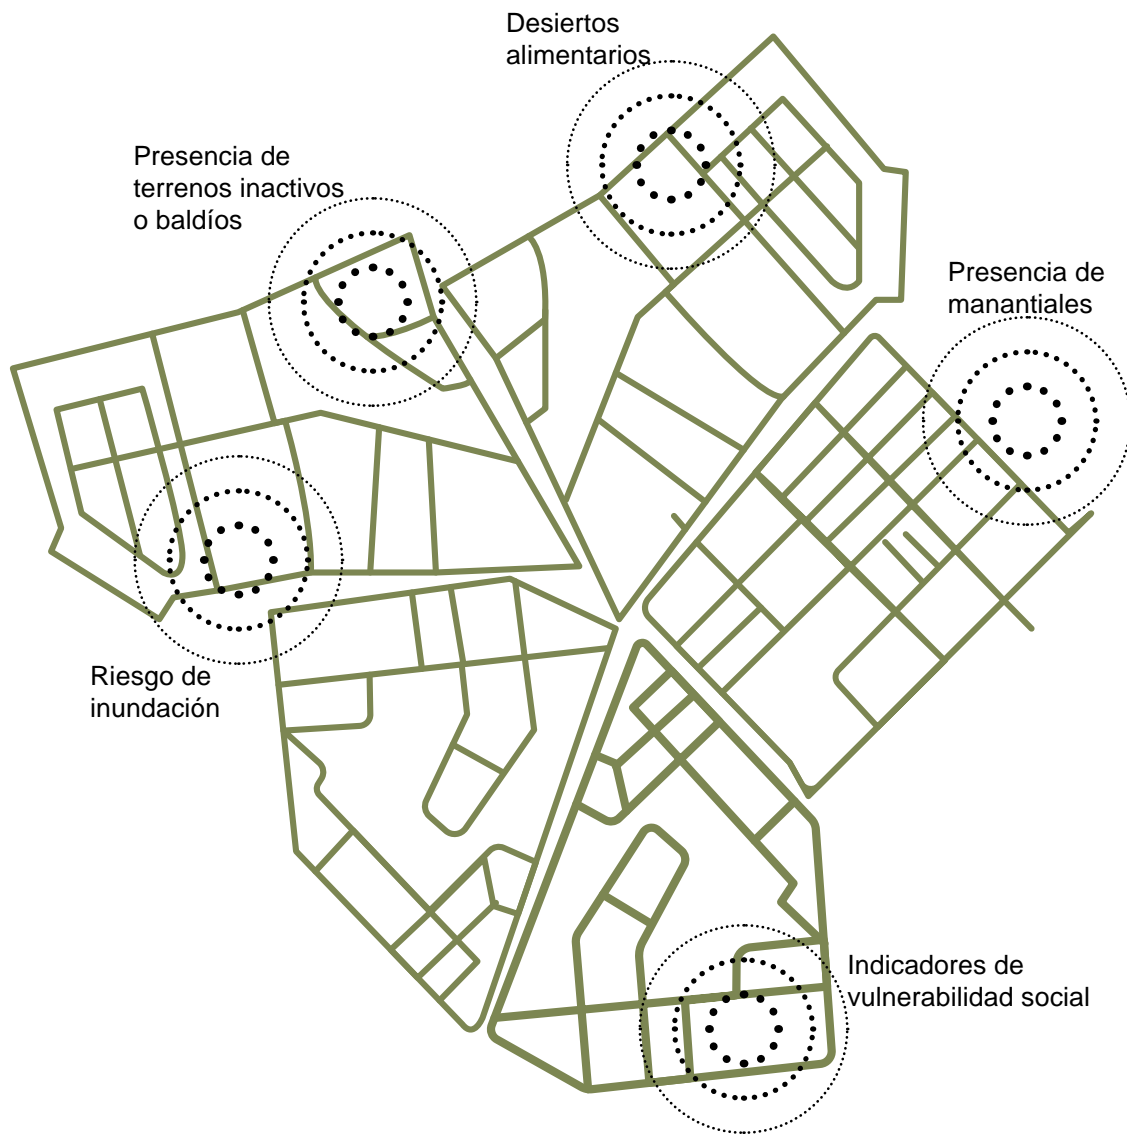 Desiertos
alimentarios
Presencia de
terrenos inactivos
o baldíos
Presencia de
manantiales
Riesgo de
inundación
Indicadores de
vulnerabilidad social